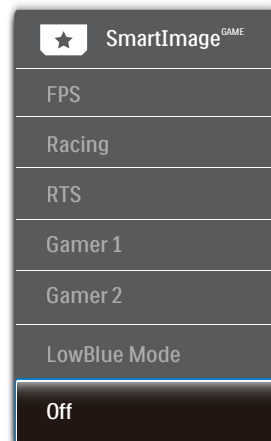 SmartImage GAME
FPS
Racing
RTS
Gamer 1
Gamer 2
LowBlue Mode
Off